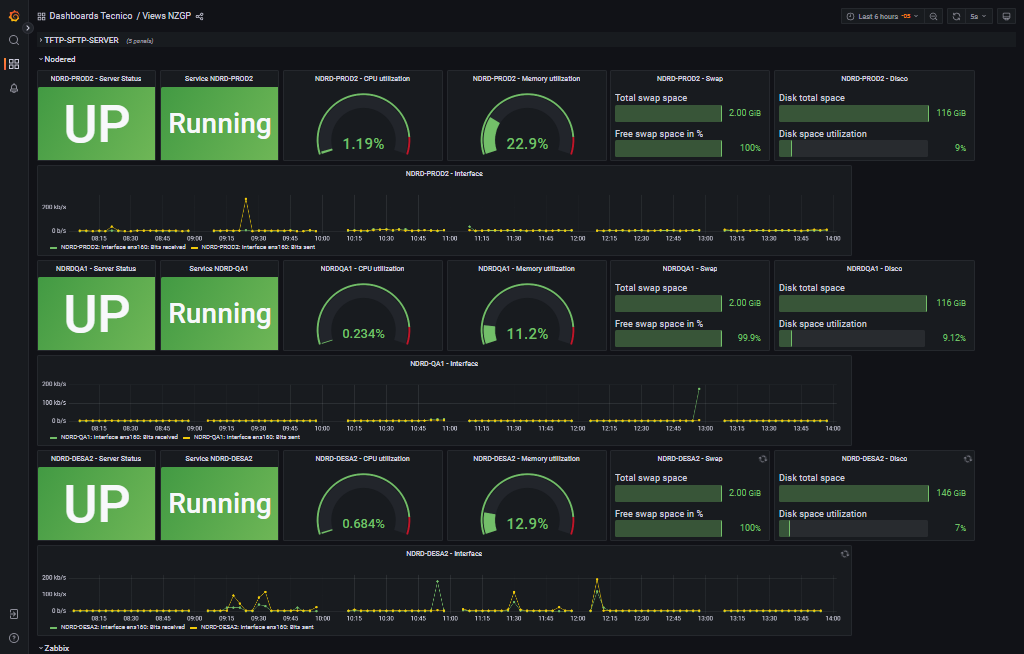 Dashboards Tecnico / Views NZGP
Last 6 hours -05 5s
TFTP-SFTP-SERVER (5 panels)
Nodered
NDRD-PROD2 - Server Status Service NDRD-PROD2 NDRD-PROD2 - CPU utilization NDRD-PROD2 - Memory utilization NDRD-PROD2 - Swap NDRD-PROD2 - Disco
UP Running 1.19% 22.9%
Total swap space 2.00 GiB Disk total space 116 GiB
Free swap space in % 100% Disk space utilization 9%
NDRD-PROD2 - Interface
200 kb/s
0 b/s
08:15 08:30 08:45 09:00 09:15 09:30 09:45 10:00 10:15 10:30 10:45 11:00 11:15 11:30 11:45 12:00 12:15 12:30 12:45 13:00 13:15 13:30 13:45 14:00
NDRD-PROD2: Interface ens160: Bits received NDRD-PROD2: Interface ens160: Bits sent
NDRDQA1 - Server Status Service NDRD-QA1 NDRDQA1 - CPU utilization NDRDQA1 - Memory utilization NDRDQA1 - Swap NDRDQA1 - Disco
UP Running 0.234% 11.2%
Total swap space 2.00 GiB Disk total space 116 GiB
Free swap space in % 99.9% Disk space utilization 9.12%
NDRD-QA1 - Interface
200 kb/s
100 kb/s
0 b/s
08:15 08:30 08:45 09:00 09:15 09:30 09:45 10:00 10:15 10:30 10:45 11:00 11:15 11:30 11:45 12:00 12:15 12:30 12:45 13:00 13:15 13:30 13:45 14:00
NDRD-QA1: Interface ens160: Bits received NDRD-QA1: Interface ens160: Bits sent
NDRD-DESA2 - Server Status Service NDRD-DESA2 NDRD-DESA2 - CPU utilization NDRD-DESA2 - Memory utilization NDRD-DESA2 - Swap NDRD-DESA2 - Disco
UP Running 0.684% 12.9%
Total swap space 2.00 GiB Disk total space 146 GiB
Free swap space in % 100% Disk space utilization 7%
NDRD-DESA2 - Interface
200 kb/s
100 kb/s
0 b/s
08:15 08:30 08:45 09:00 09:15 09:30 09:45 10:00 10:15 10:30 10:45 11:00 11:15 11:30 11:45 12:00 12:15 12:30 12:45 13:00 13:15 13:30 13:45 14:00
NDRD-DESA2: Interface ens160: Bits received NDRD-DESA2: Interface ens160: Bits sent
Zabbix